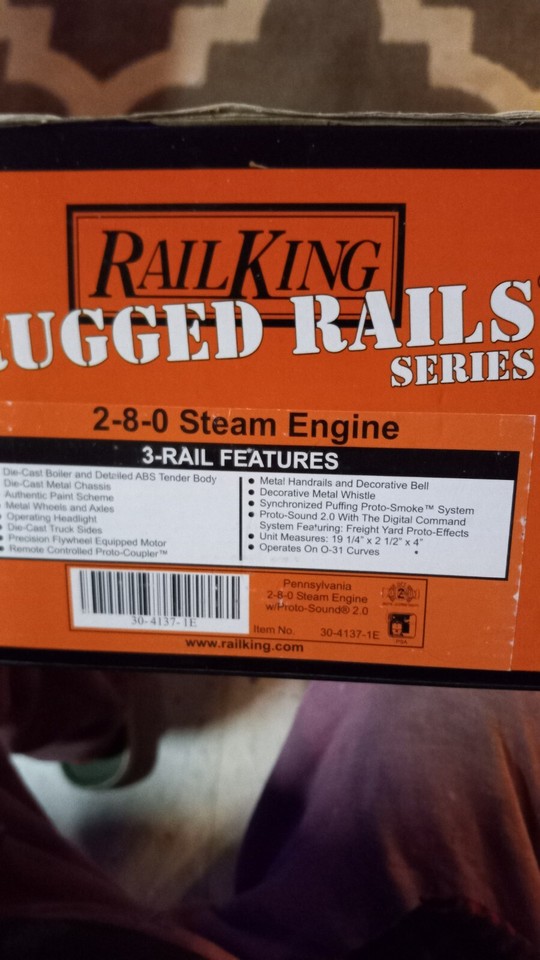 RAILKING
RUGGED RAILS
SERIES
2-8-0 Steam Engine
3-RAIL FEATURES
Die-Cast Boiler and Detailed ABS Tender Body
Die-Cast Metal Chassis
Authentic Paint Scheme
Metal Wheels and Axles
Operating Headlight
Die-Cast Truck Sides
Precision Flywheel Equipped Motor
Remote Controlled Proto-Coupler™
• Metal Handrails and Decorative Bell
• Decorative Metal Whistle
• Synchronized Puffing Proto-Smoke™ System
• Proto-Sound 2.0 With The Digital Command
System Featuring: Freight Yard Proto-Effects
• Unit Measures: 19 1/4" x 2 1/2" x 4"
• Operates On O-31 Curves
30-4137-1E
Pennsylvania
2-8-0 Steam Engine
w/Proto-Sound® 2.0
Item No. 30-4137-1E
www.railking.com